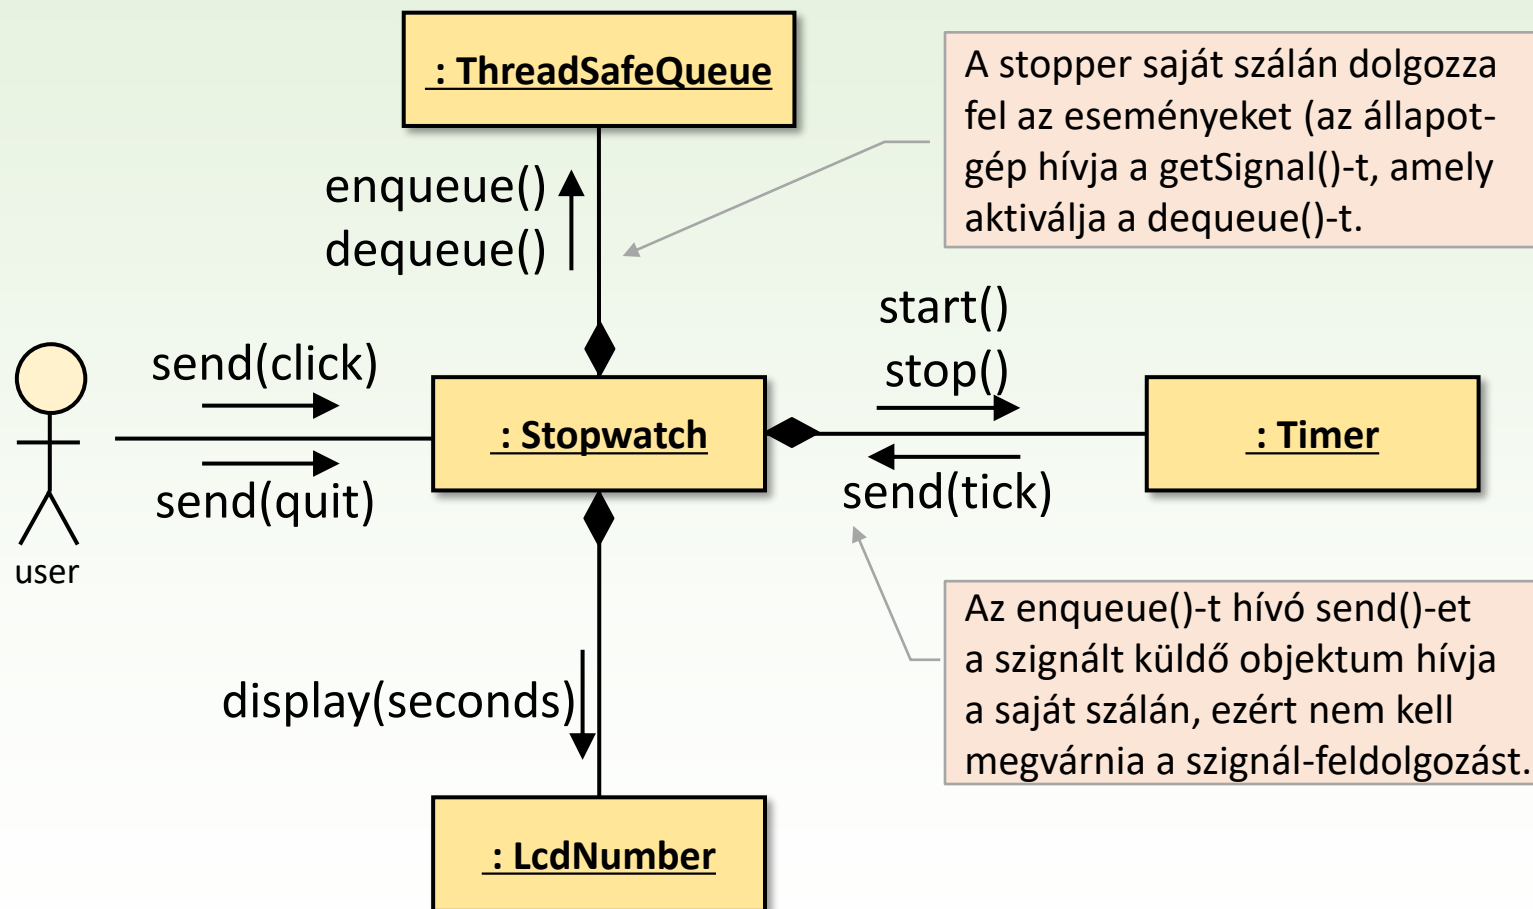 : ThreadSafeQueue
A stopper saját szálán dolgozza
fel az eseményeket (az állapot-
gép hívja a getSignal()-t, amely
aktiválja a dequeue()-t.
enqueue()
dequeue()
start()
stop()
send(click)
: Stopwatch
: Timer
send(quit)
send(tick)
user
Az enqueue()-t hívó send()-et
a szignált küldő objektum hívja
a saját szálán, ezért nem kell
megvárnia a szignál-feldolgozást.
display(seconds)
: LcdNumber